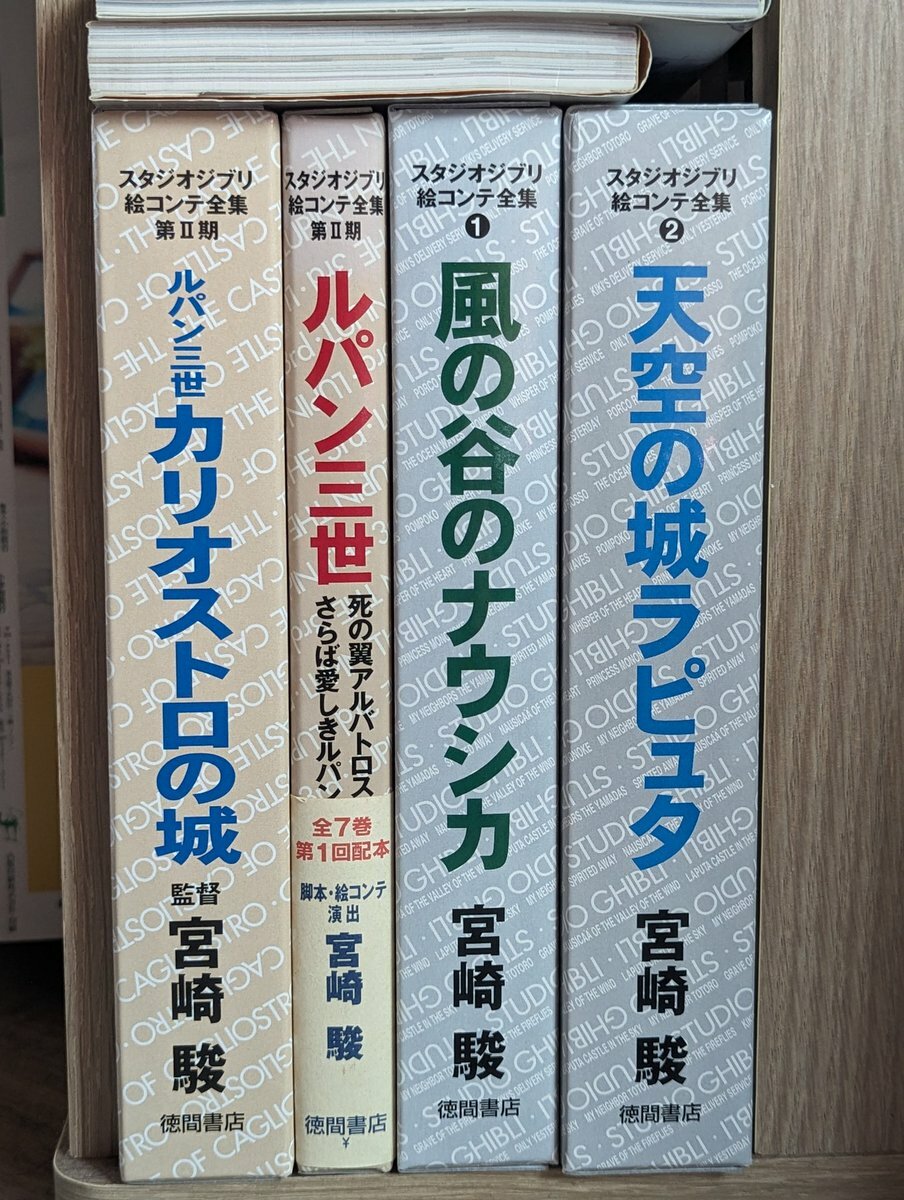 スタジオジブリ
絵コンテ全集
第Ⅱ期
ルパン三世
カリオストロの城
監督
宮崎 駿
徳間書店
スタジオジブリ
絵コンテ全集
第Ⅱ期
ルパン三世
死の翼アルバトロス
さらば愛しきルパン
全7巻
第1回配本
脚本・絵コンテ
演出
宮崎 駿
徳間書店
¥
スタジオジブリ
絵コンテ全集
1
風の谷のナウシカ
宮崎 駿
徳間書店
スタジオジブリ
絵コンテ全集
2
天空の城ラピュタ
宮崎 駿
徳間書店